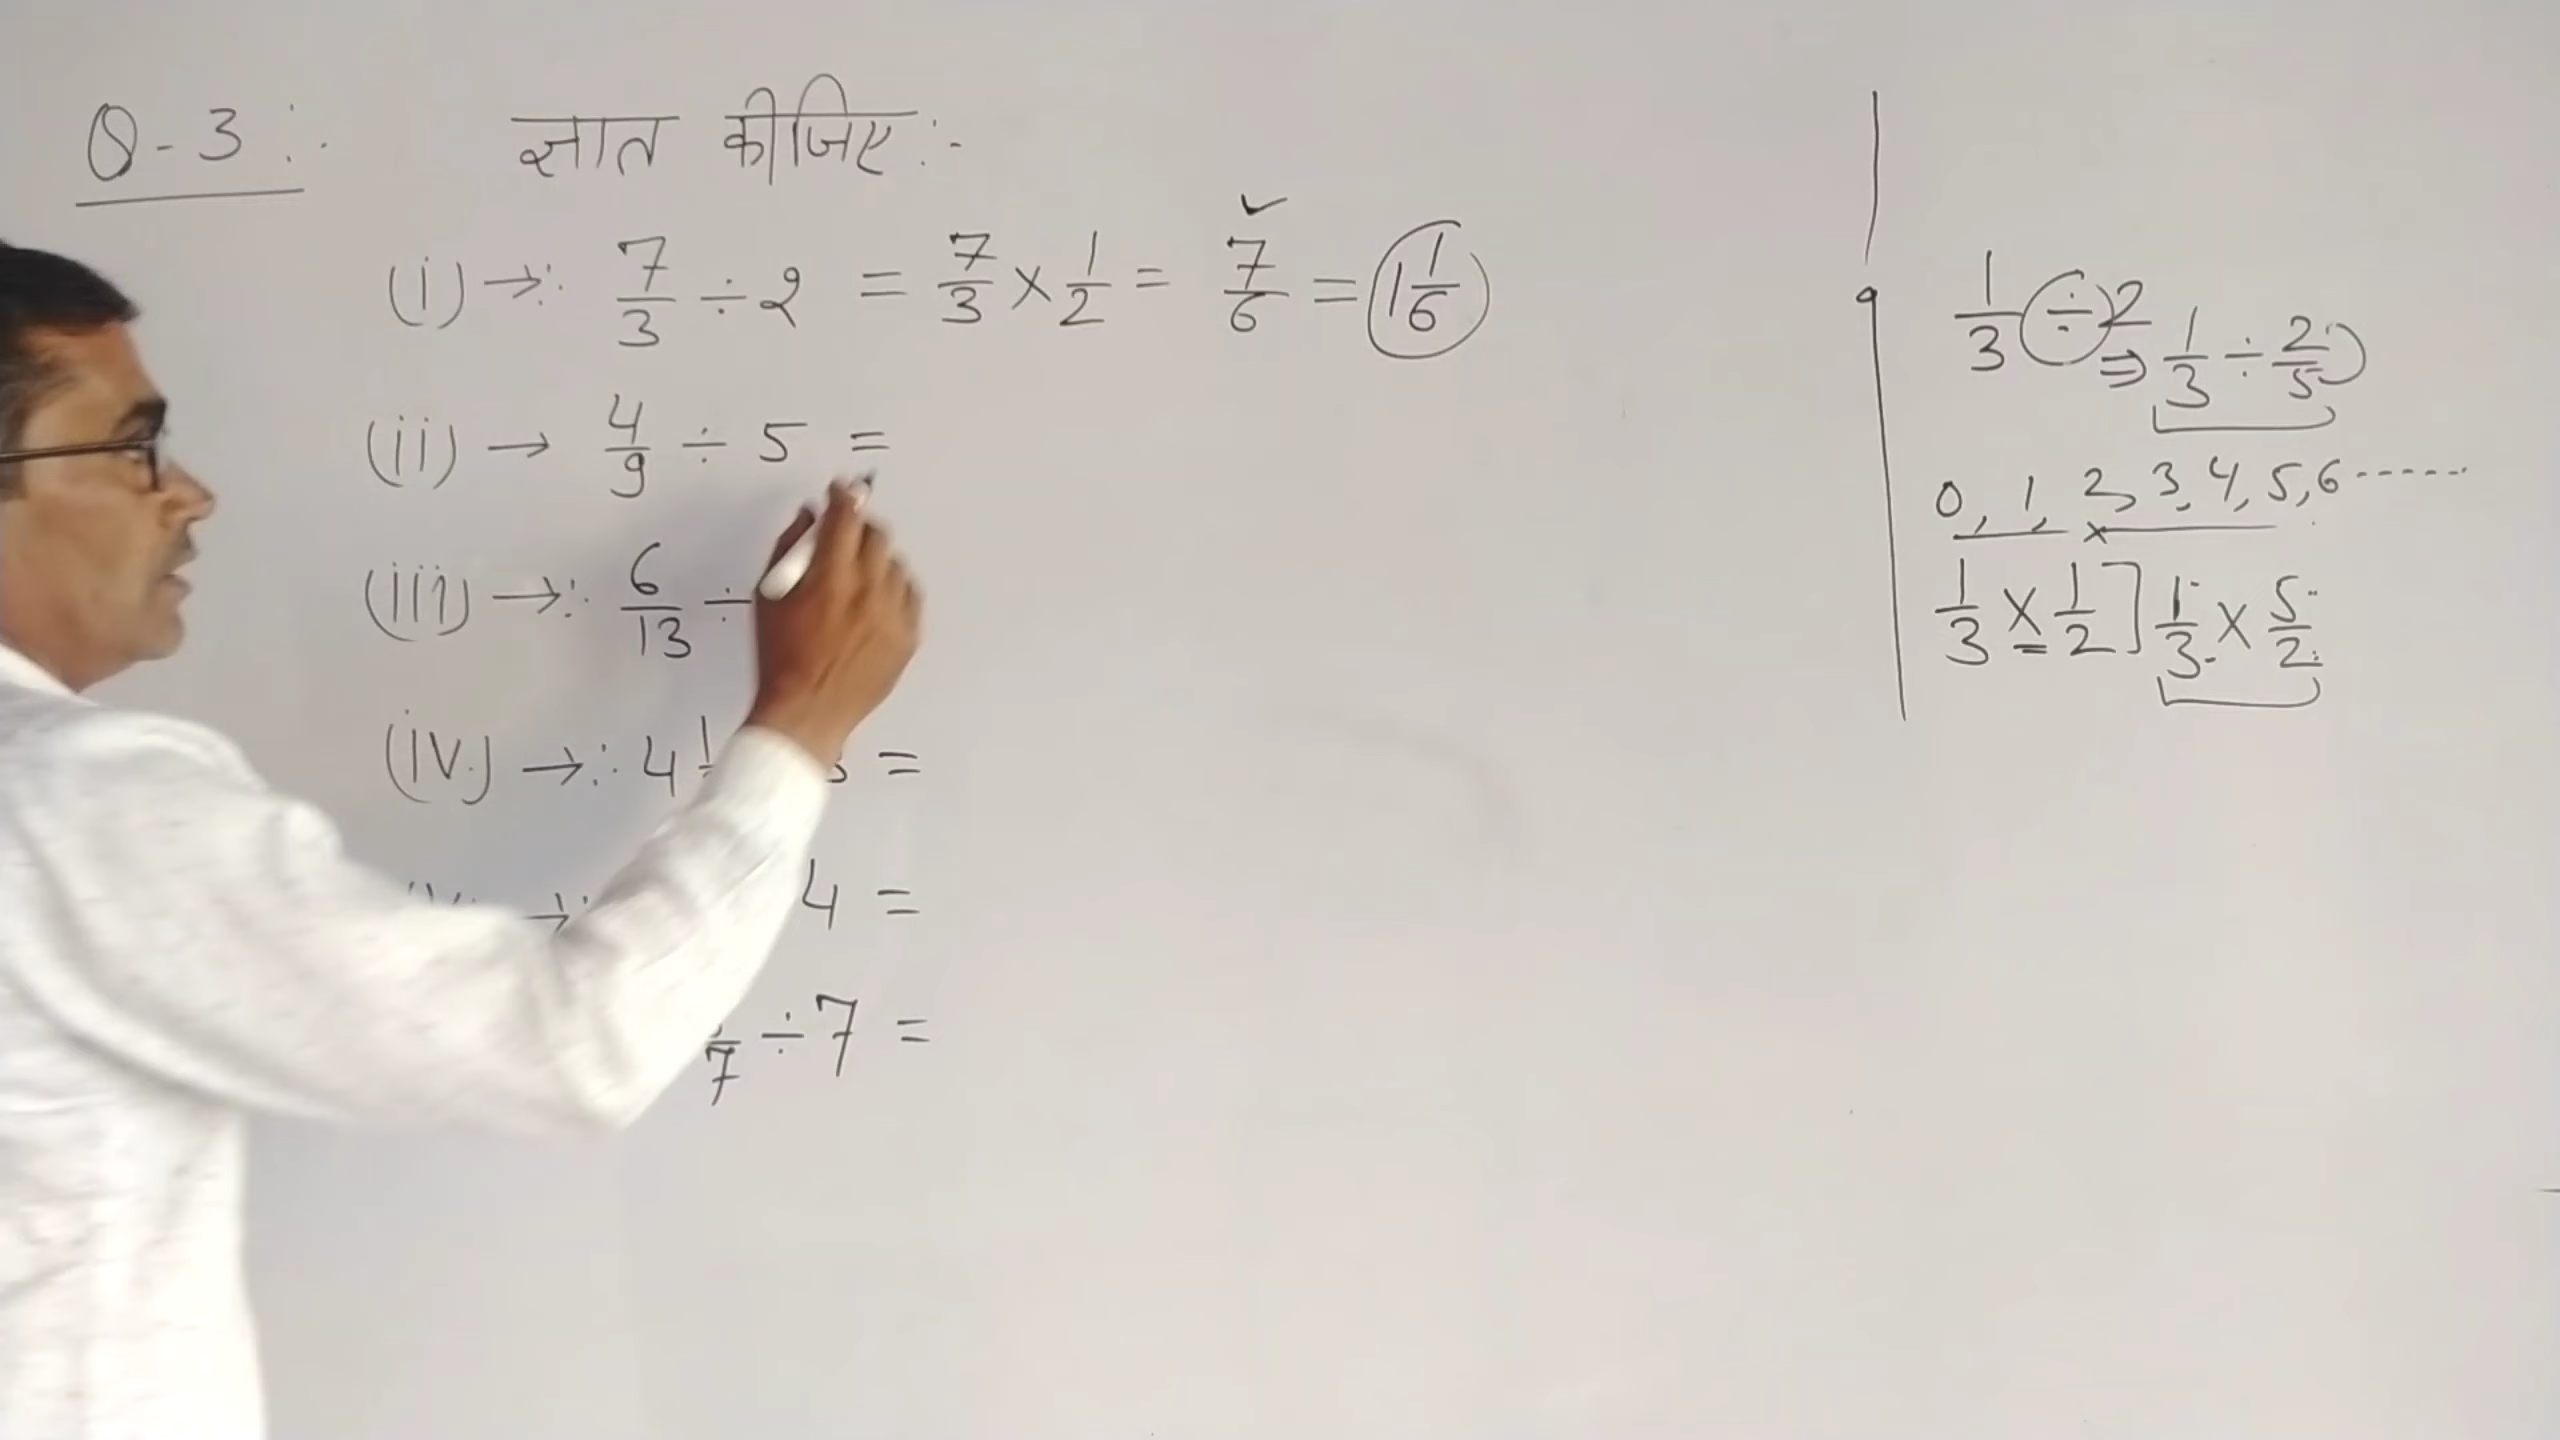 Q-3 :- ज्ञात कीजिए :-
(i) →∴ 7/3 ÷ 2 = 7/3 × 1/2 = 7/6 = 1 1/6
(ii) → 4/9 ÷ 5 =
(iii) →∴ 6/13 ÷
(iv) →∴ 4 1/ =
→∴ 4 =
/7 ÷ 7 =
1/3 ÷ 2
⇒ 1/3 ÷ 2/5
0, 1, 2, 3, 4, 5, 6 ------
1/3 × 1/2 ] 1/3 × 5/2